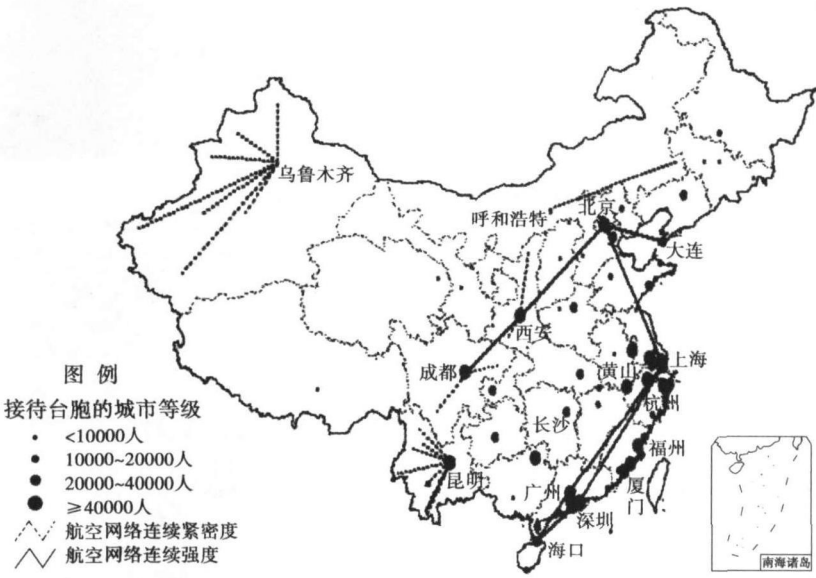 乌鲁木齐
呼和浩特
北京
大连
西安
成都
黄山
上海
杭州
长沙
福州
昆明
厦
门
广州
深圳
海口
图 例
接待台胞的城市等级
<10000人
10000~20000人
20000~40000人
≥40000人
航空网络连续紧密度
航空网络连续强度
南海诸岛